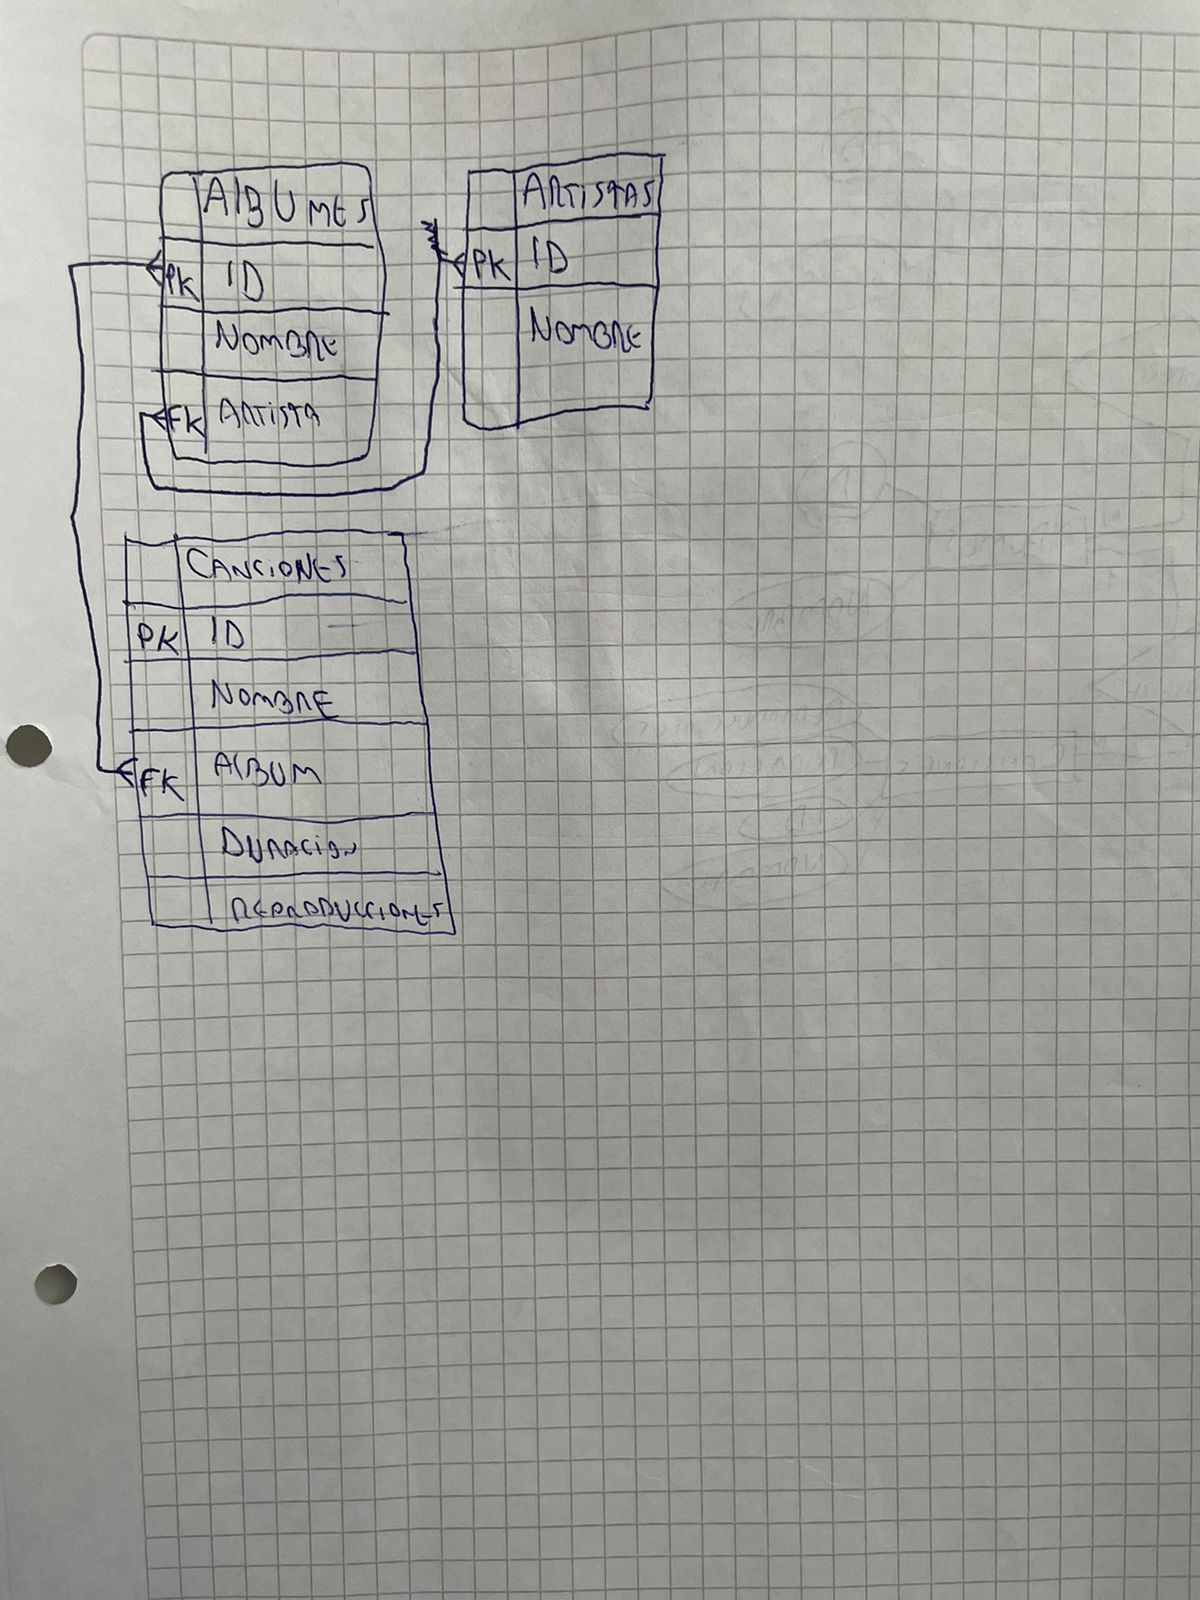 ALBUMES
PK ID
NOMBRE
FK ARTISTA
ARTISTAS
PK ID
NOMBRE
CANCIONES
PK ID
NOMBRE
FK ALBUM
DURACION
REPRODUCCIONES